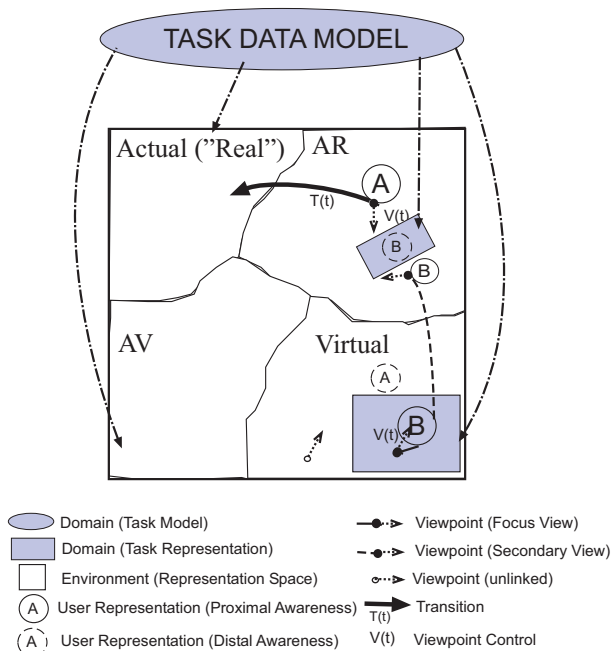 TASK DATA MODEL
Actual ("Real")
AR
A
T(t)
V(t)
B
B
AV
Virtual
A
B
V(t)
Domain (Task Model)
Domain (Task Representation)
Environment (Representation Space)
A User Representation (Proximal Awareness)
A User Representation (Distal Awareness)
Viewpoint (Focus View)
Viewpoint (Secondary View)
Viewpoint (unlinked)
T(t) Transition
V(t) Viewpoint Control